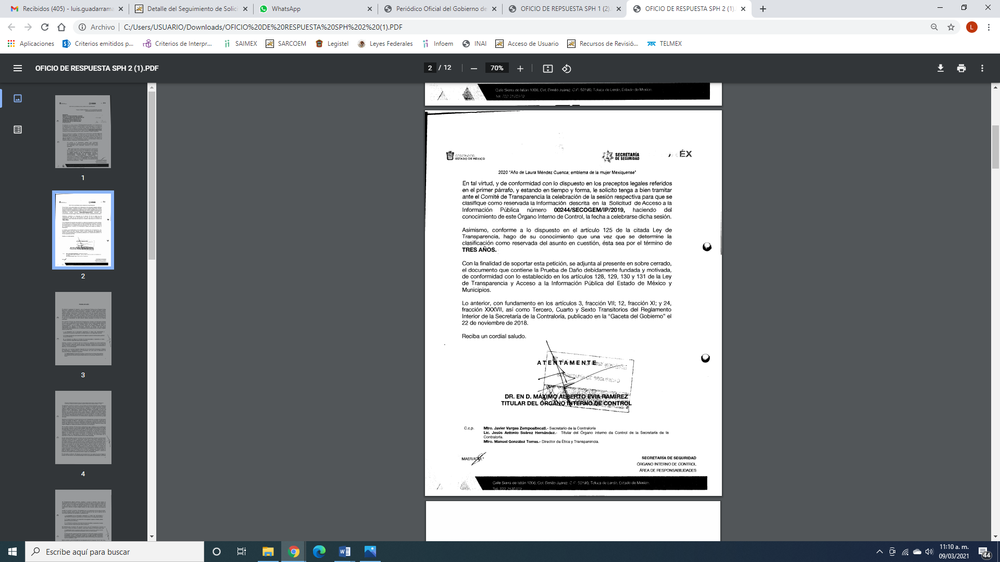 Recibidos (405) - luis.guadarrama
Detalle del Seguimiento de Solici
WhatsApp
Periódico Oficial del Gobierno de
OFICIO DE REPSUESTA SPH 1 (2).
OFICIO DE RESPUESTA SPH 2 (1).
Archivo
C:/Users/USUARIO/Downloads/OFICIO%20DE%20RESPUESTA%20SPH%202%20(1).PDF
L
Aplicaciones
Criterios emitidos p...
Criterios de Interpr...
SAIMEX
SARCOEM
Legistel
Leyes Federales
Infoem
INAI
Acceso de Usuario
Recursos de Revisió...
TELMEX
OFICIO DE RESPUESTA SPH 2 (1).PDF
2 / 12
70%
1
2
3
4
Calle Sierra de Ixtlán 1006, Col. Benito Juárez, C.P. 50190, Toluca de Lerdo, Estado de México.
GOBIERNO DEL
ESTADO DE MÉXICO
SECRETARÍA
DE SEGURIDAD
ÉX
2020 "Año de Laura Méndez Cuenca; emblema de la mujer Mexiquense"
En tal virtud, y de conformidad con lo dispuesto en los preceptos legales referidos
en el primer párrafo, y estando en tiempo y forma, le solicito tenga a bien tramitar
ante el Comité de Transparencia la celebración de la sesión respectiva para que se
clasifique como reservada la Información descrita en la Solicitud de Acceso a la
Información Pública número 00244/SECOGEM/IP/2019, haciendo del
conocimiento de este Órgano Interno de Control, la fecha a celebrarse dicha sesión.
Asimismo, conforme a lo dispuesto en el artículo 125 de la citada Ley de
Transparencia, hago de su conocimiento que una vez que se determine la
clasificación como reservada del asunto en cuestión, ésta sea por el término de
TRES AÑOS.
Con la finalidad de soportar esta petición, se adjunta al presente en sobre cerrado,
el documento que contiene la Prueba de Daño debidamente fundada y motivada,
de conformidad con lo establecido en los artículos 128, 129, 130 y 131 de la Ley
de Transparencia y Acceso a la Información Pública del Estado de México y
Municipios.
Lo anterior, con fundamento en los artículos 3, fracción VII; 12, fracción XI; y 24,
fracción XXXVII, así como Tercero, Cuarto y Sexto Transitorios del Reglamento
Interior de la Secretaría de la Contraloría, publicado en la "Gaceta del Gobierno" el
22 de noviembre de 2018.
Reciba un cordial saludo.
ATENTAMENTE
SECRETARÍA DE SEGURIDAD
DR. EN D. MÁXIMO ALBERTO EVIA RAMÍREZ
TITULAR DEL ÓRGANO INTERNO DE CONTROL
C.c.p. Mtro. Javier Vargas Zempoaltecatl.- Secretario de la Contraloría
Lic. Jesús Antonio Suárez Hernández.- Titular del Órgano interno de Control de la Secretaría de la
Contraloría.
Mtro. Manuel González Torres.- Director de Ética y Transparencia.
SECRETARÍA DE SEGURIDAD
ÓRGANO INTERNO DE CONTROL
ÁREA DE RESPONSABILIDADES
Calle Sierra de Ixtlán 1006, Col. Benito Juárez, C.P. 50190, Toluca de Lerdo, Estado de México.
Escribe aquí para buscar
11:10 a. m.
09/03/2021
44